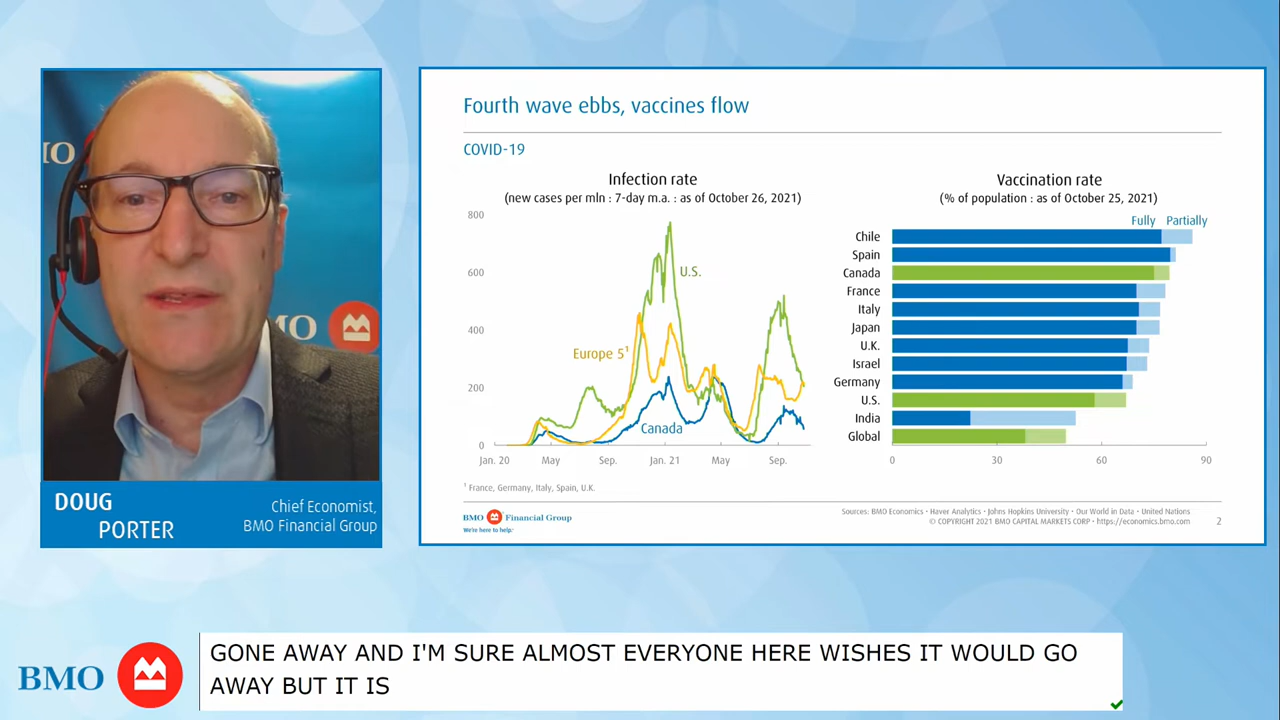 IO
MO
DOUG
PORTER
Chief Economist,
BMO Financial Group
Fourth wave ebbs, vaccines flow
COVID-19
Infection rate
(new cases per mln : 7-day m.a. : as of October 26, 2021)
800
600
400
200
0
U.S.
Europe 5¹
Canada
Jan. 20 May Sep. Jan. 21 May Sep.
¹ France, Germany, Italy, Spain, U.K.
Vaccination rate
(% of population : as of October 25, 2021)
Fully Partially
Chile
Spain
Canada
France
Italy
Japan
U.K.
Israel
Germany
U.S.
India
Global
0 30 60 90
BMO Financial Group
We're here to help.
Sources: BMO Economics • Haver Analytics • Johns Hopkins University • Our World in Data • United Nations
© COPYRIGHT 2021 BMO CAPITAL MARKETS CORP • https://economics.bmo.com
2
BMO
GONE AWAY AND I'M SURE ALMOST EVERYONE HERE WISHES IT WOULD GO
AWAY BUT IT IS